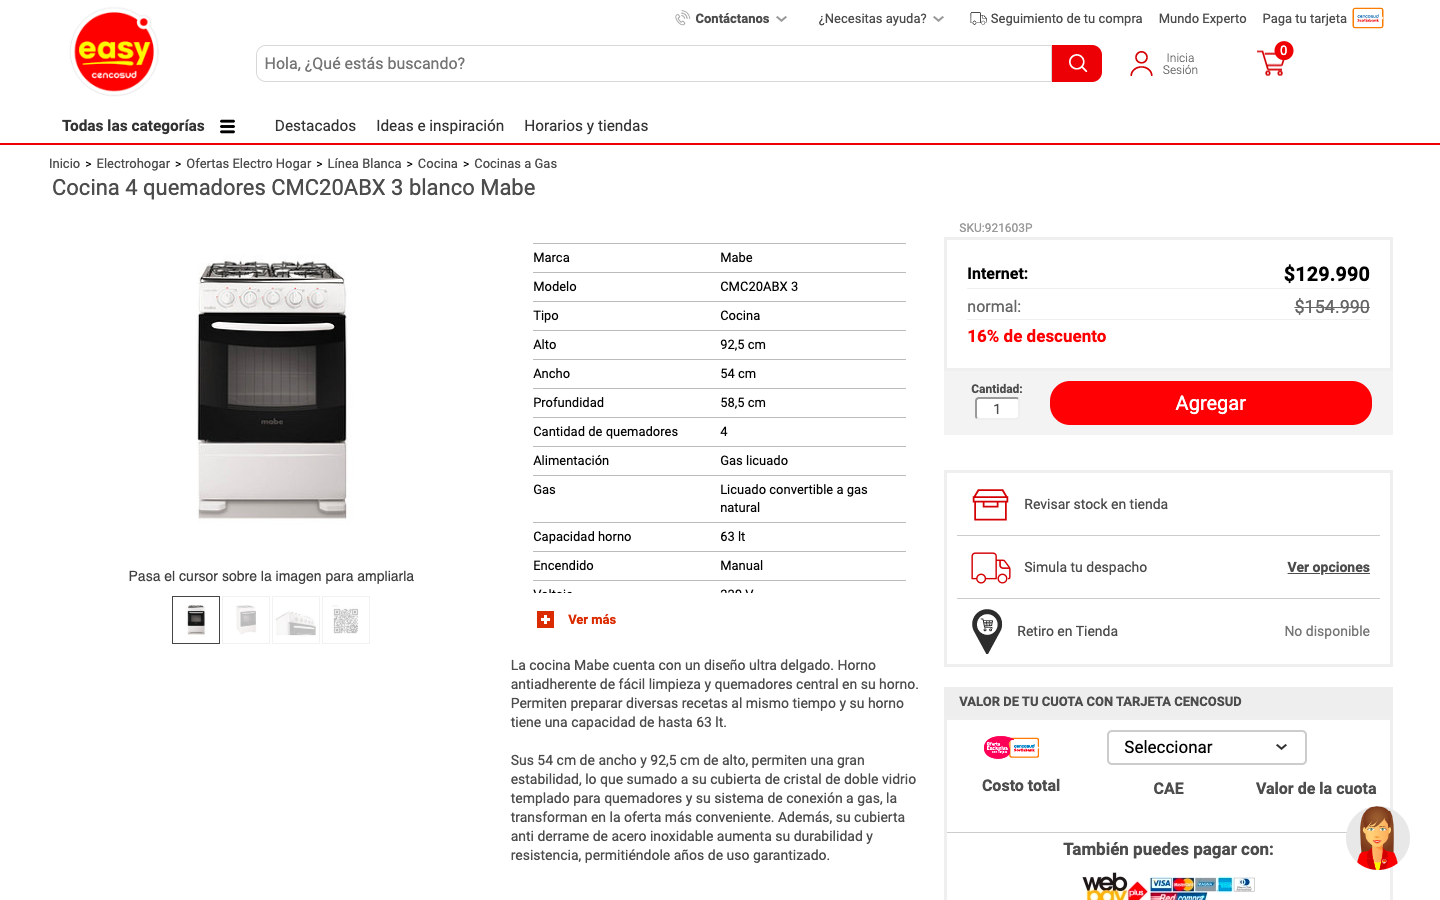 easy
cencosud
Contáctanos
¿Necesitas ayuda?
Seguimiento de tu compra
Mundo Experto
Paga tu tarjeta
Hola, ¿Qué estás buscando?
Inicia
Sesión
0
Todas las categorías
Destacados
Ideas e inspiración
Horarios y tiendas
Inicio > Electrohogar > Ofertas Electro Hogar > Línea Blanca > Cocina > Cocinas a Gas
Cocina 4 quemadores CMC20ABX 3 blanco Mabe
mabe
Pasa el cursor sobre la imagen para ampliarla
Marca Mabe
Modelo CMC20ABX 3
Tipo Cocina
Alto 92,5 cm
Ancho 54 cm
Profundidad 58,5 cm
Cantidad de quemadores 4
Alimentación Gas licuado
Gas Licuado convertible a gas
natural
Capacidad horno 63 lt
Encendido Manual
Voltaje 220 V
Ver más
La cocina Mabe cuenta con un diseño ultra delgado. Horno
antiadherente de fácil limpieza y quemadores central en su horno.
Permiten preparar diversas recetas al mismo tiempo y su horno
tiene una capacidad de hasta 63 lt.
Sus 54 cm de ancho y 92,5 cm de alto, permiten una gran
estabilidad, lo que sumado a su cubierta de cristal de doble vidrio
templado para quemadores y su sistema de conexión a gas, la
transforman en la oferta más conveniente. Además, su cubierta
anti derrame de acero inoxidable aumenta su durabilidad y
resistencia, permitiéndole años de uso garantizado.
SKU:921603P
Internet: $129.990
normal: $154.990
16% de descuento
Cantidad:
1
Agregar
Revisar stock en tienda
Simula tu despacho
Ver opciones
Retiro en Tienda
No disponible
VALOR DE TU CUOTA CON TARJETA CENCOSUD
cencosud
Seleccionar
Costo total
CAE
Valor de la cuota
También puedes pagar con:
web
pay
plus
VISA
Redcompra